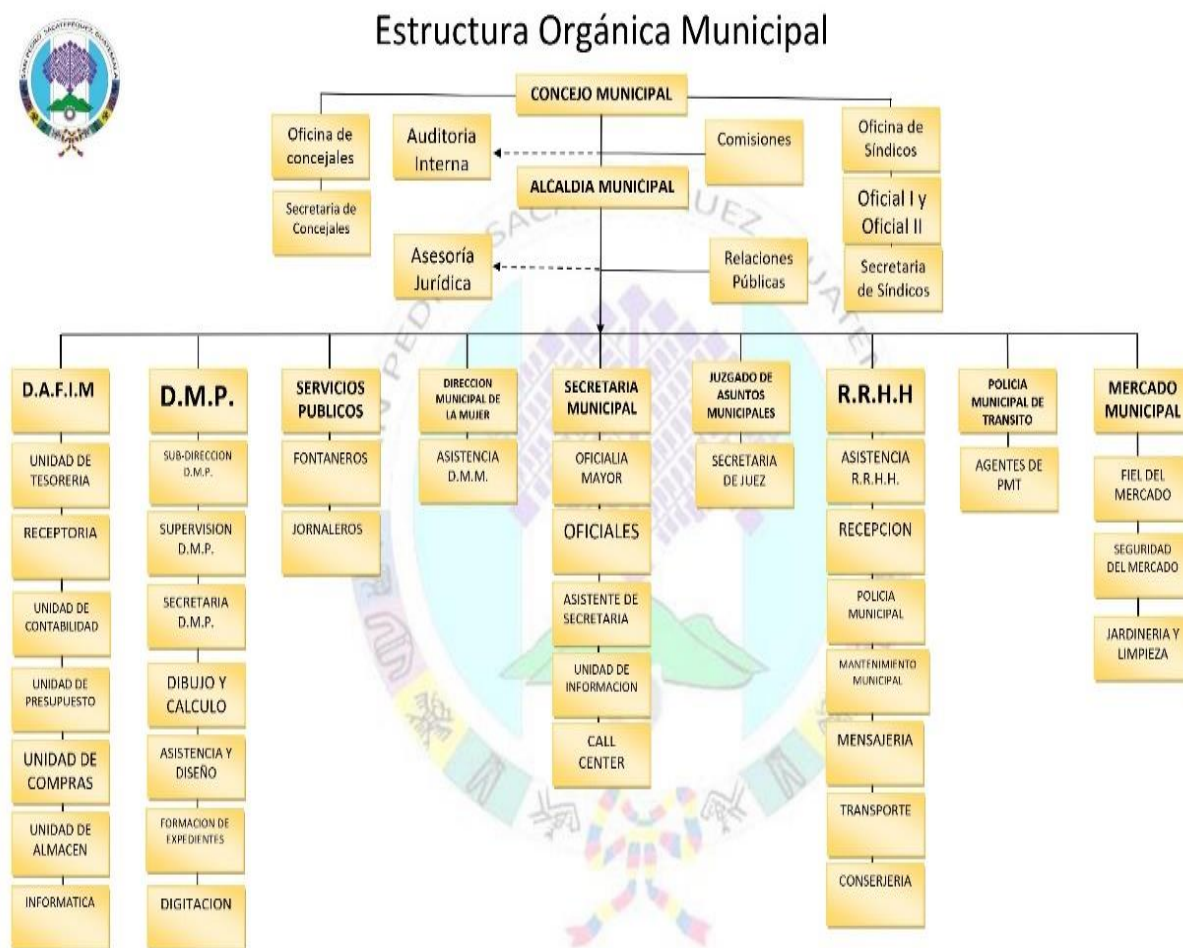 Estructura Orgánica Municipal
SAN PEDRO SACATEPEQUEZ, GUATEMALA
CONCEJO MUNICIPAL
Oficina de
concejales
Auditoria
Interna
Comisiones
Oficina de
Síndicos
ALCALDIA MUNICIPAL
Secretaria de
Concejales
Oficial I y
Oficial II
Asesoría
Jurídica
Relaciones
Públicas
Secretaria
de Síndicos
D.A.F.I.M
UNIDAD DE
TESORERIA
RECEPTORIA
UNIDAD DE
CONTABILIDAD
UNIDAD DE
PRESUPUESTO
UNIDAD DE
COMPRAS
UNIDAD DE
ALMACEN
INFORMATICA
D.M.P.
SUB-DIRECCION
D.M.P.
SUPERVISION
D.M.P.
SECRETARIA
D.M.P.
DIBUJO Y
CALCULO
ASISTENCIA Y
DISEÑO
FORMACION DE
EXPEDIENTES
DIGITACION
SERVICIOS
PUBLICOS
FONTANEROS
JORNALEROS
DIRECCION
MUNICIPAL DE
LA MUJER
ASISTENCIA
D.M.M.
SECRETARIA
MUNICIPAL
OFICIALIA
MAYOR
OFICIALES
ASISTENTE DE
SECRETARIA
UNIDAD DE
INFORMACION
CALL
CENTER
JUZGADO DE
ASUNTOS
MUNICIPALES
SECRETARIA
DE JUEZ
R.R.H.H
ASISTENCIA
R.R.H.H.
RECEPCION
POLICIA
MUNICIPAL
MANTENIMIENTO
MUNICIPAL
MENSAJERIA
TRANSPORTE
CONSERJERIA
POLICIA
MUNICIPAL DE
TRANSITO
AGENTES DE
PMT
MERCADO
MUNICIPAL
FIEL DEL
MERCADO
SEGURIDAD
DEL MERCADO
JARDINERIA Y
LIMPIEZA